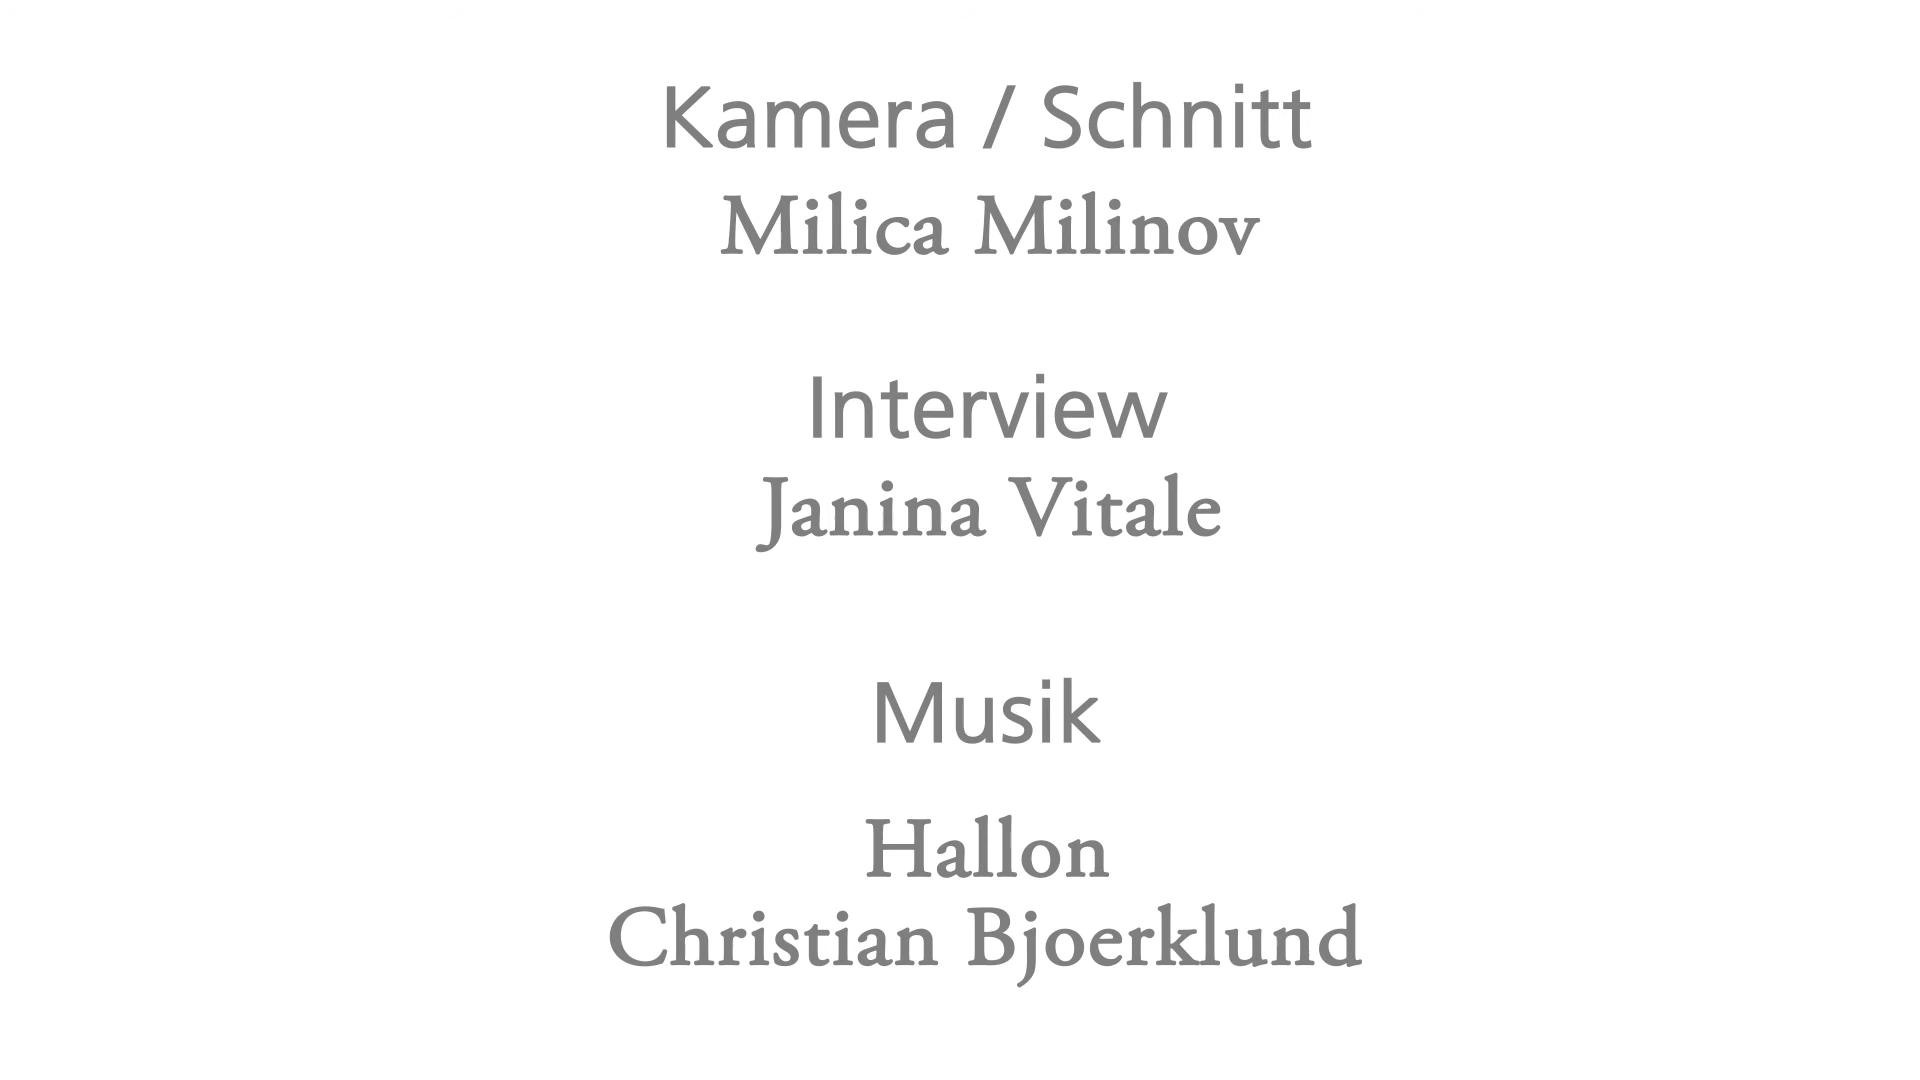 Kamera / Schnitt
Milica Milinov
Interview
Janina Vitale
Musik
Hallon
Christian Bjoerklund